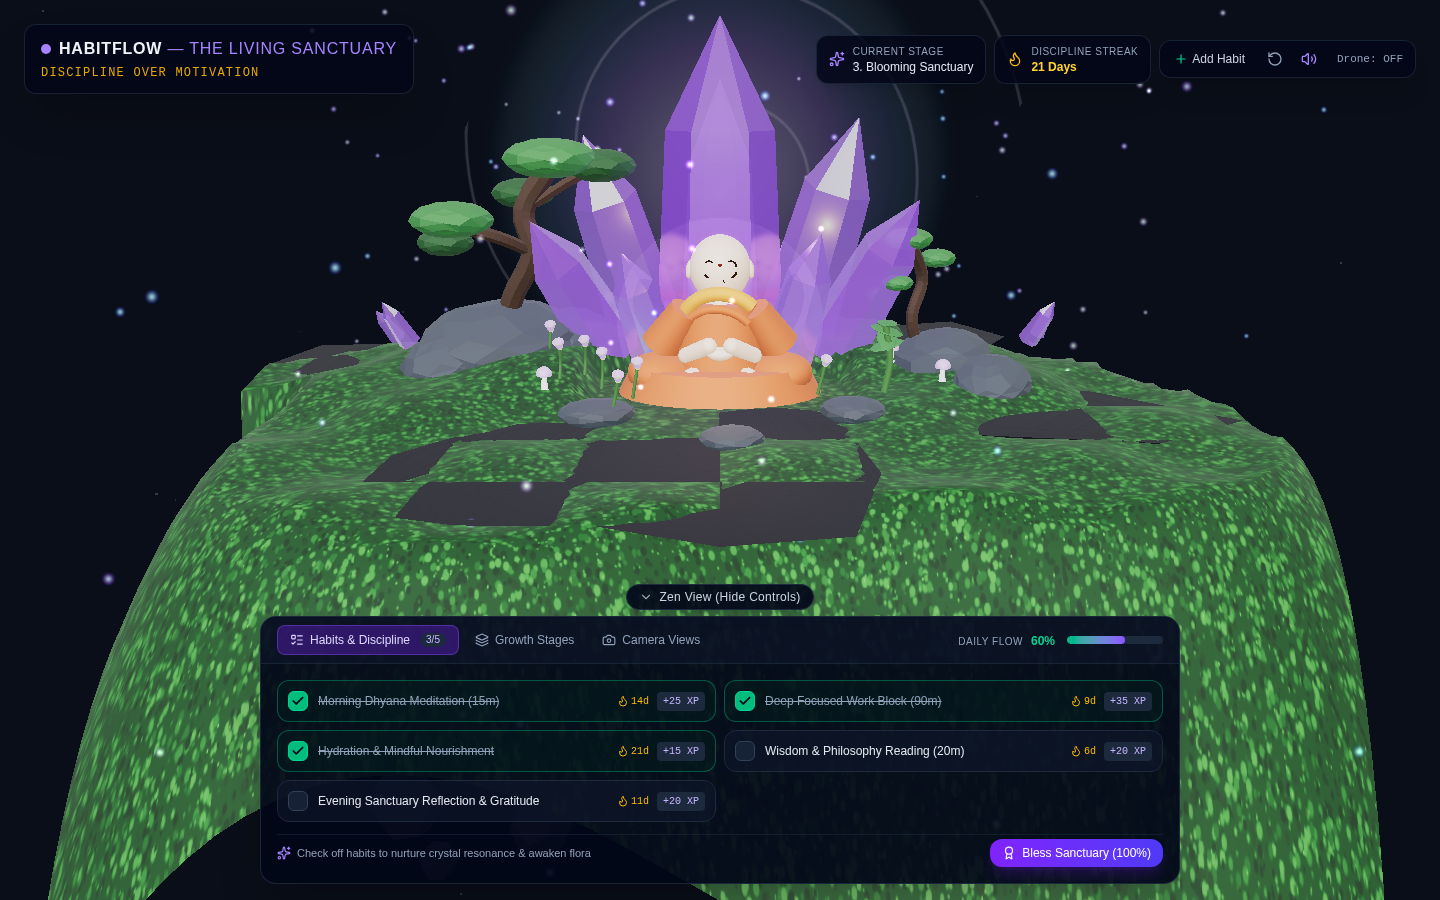 HABITFLOW — THE LIVING SANCTUARY
DISCIPLINE OVER MOTIVATION
CURRENT STAGE
3. Blooming Sanctuary
DISCIPLINE STREAK
21 Days
Add Habit
Drone: OFF
Zen View (Hide Controls)
Habits & Discipline 3/5
Growth Stages
Camera Views
DAILY FLOW 60%
Morning Dhyana Meditation (15m) 14d +25 XP
Deep Focused Work Block (90m) 9d +35 XP
Hydration & Mindful Nourishment 21d +15 XP
Wisdom & Philosophy Reading (20m) 6d +20 XP
Evening Sanctuary Reflection & Gratitude 11d +20 XP
Check off habits to nurture crystal resonance & awaken flora
Bless Sanctuary (100%)